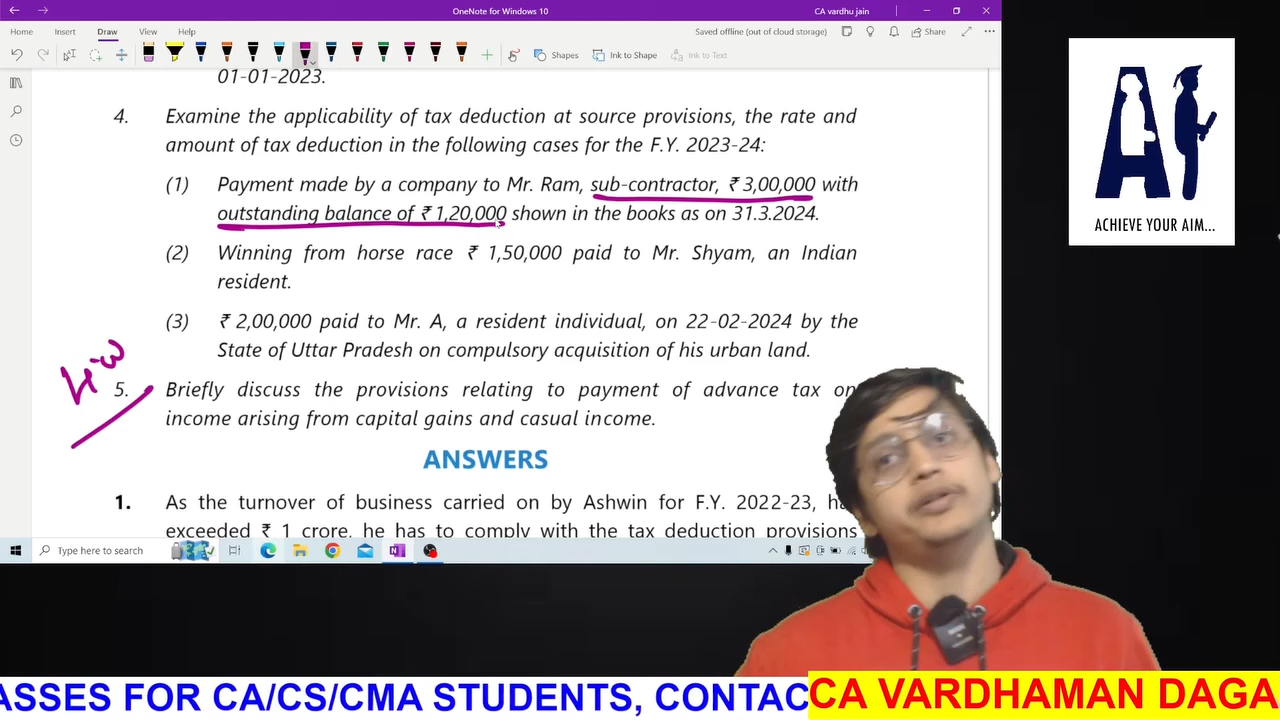 OneNote for Windows 10
CA vardhu jain
Home Insert Draw View Help
Saved offline (out of cloud storage)
Share
Shapes
Ink to Shape
Ink to Text
01-01-2023.
4. Examine the applicability of tax deduction at source provisions, the rate and
amount of tax deduction in the following cases for the F.Y. 2023-24:
(1) Payment made by a company to Mr. Ram, sub-contractor, ₹ 3,00,000 with
outstanding balance of ₹ 1,20,000 shown in the books as on 31.3.2024.
(2) Winning from horse race ₹ 1,50,000 paid to Mr. Shyam, an Indian
resident.
(3) ₹ 2,00,000 paid to Mr. A, a resident individual, on 22-02-2024 by the
State of Uttar Pradesh on compulsory acquisition of his urban land.
5. Briefly discuss the provisions relating to payment of advance tax on
income arising from capital gains and casual income.
ANSWERS
1. As the turnover of business carried on by Ashwin for F.Y. 2022-23, ha
exceeded ₹ 1 crore, he has to comply with the tax deduction provisions
Type here to search
ACHIEVE YOUR AIM...
ASSES FOR CA/CS/CMA STUDENTS, CONTAC
CA VARDHAMAN DAGA